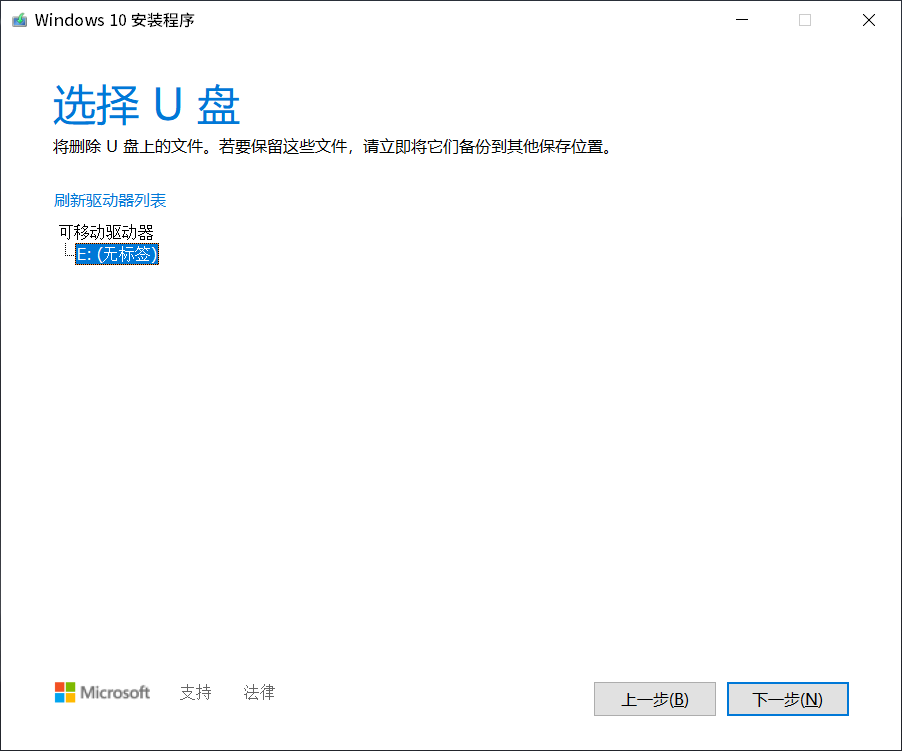 Windows 10 安装程序
选择 U 盘
将删除 U 盘上的文件。若要保留这些文件，请立即将它们备份到其他保存位置。
刷新驱动器列表
可移动驱动器
E: (无标签)
Microsoft 支持 法律 上一步(B) 下一步(N)